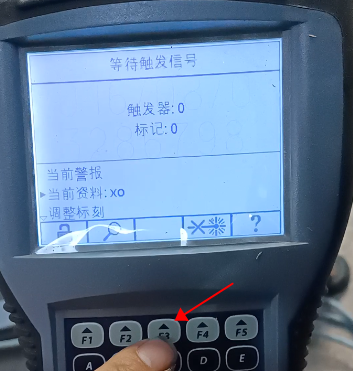 等待触发信号
触发器:0
标记:0
当前警报
▸当前资料:xo
调整标刻
?
F1 F2 F3 F4 F5
A D E